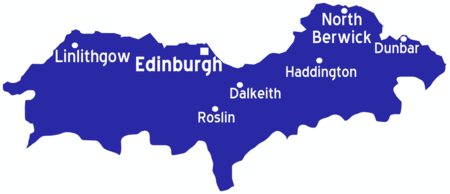 North
Berwick
Dunbar
Linlithgow
Edinburgh
Haddington
Dalkeith
Roslin